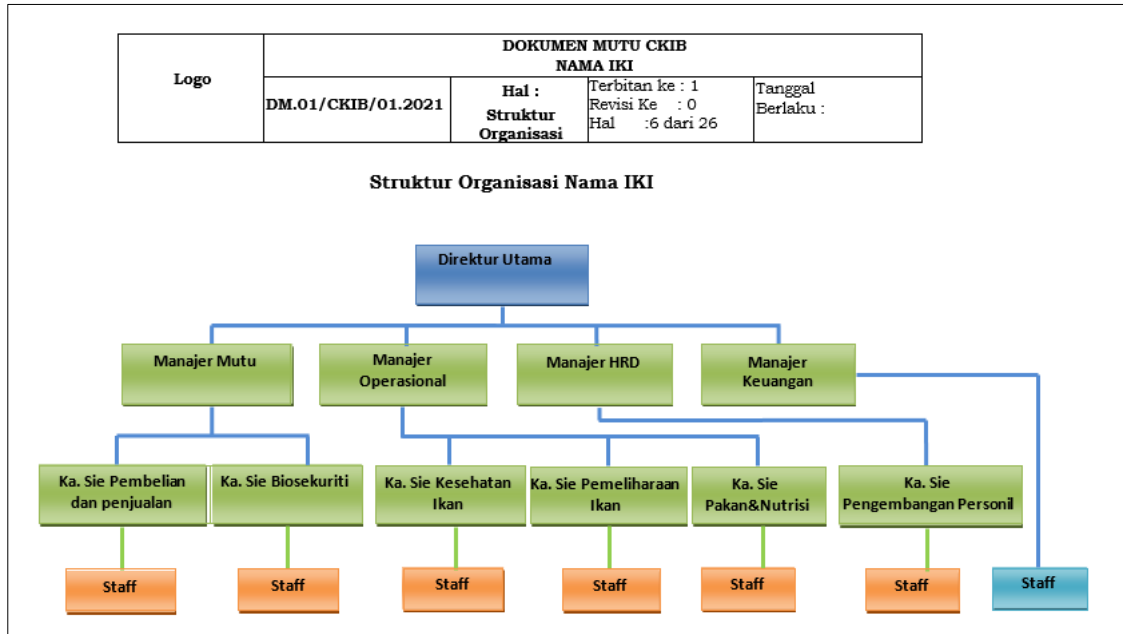 DOKUMEN MUTU CKIB
NAMA IKI
Logo
DM.01/CKIB/01.2021
Hal :
Struktur
Organisasi
Terbitan ke : 1
Revisi Ke : 0
Hal :6 dari 26
Tanggal
Berlaku :
Struktur Organisasi Nama IKI
Direktur Utama
Manajer Mutu
Manajer
Operasional
Manajer HRD
Manajer
Keuangan
Ka. Sie Pembelian
dan penjualan
Ka. Sie Biosekuriti
Ka. Sie Kesehatan
Ikan
Ka. Sie Pemeliharaan
Ikan
Ka. Sie
Pakan&Nutrisi
Ka. Sie
Pengembangan Personil
Staff
Staff
Staff
Staff
Staff
Staff
Staff